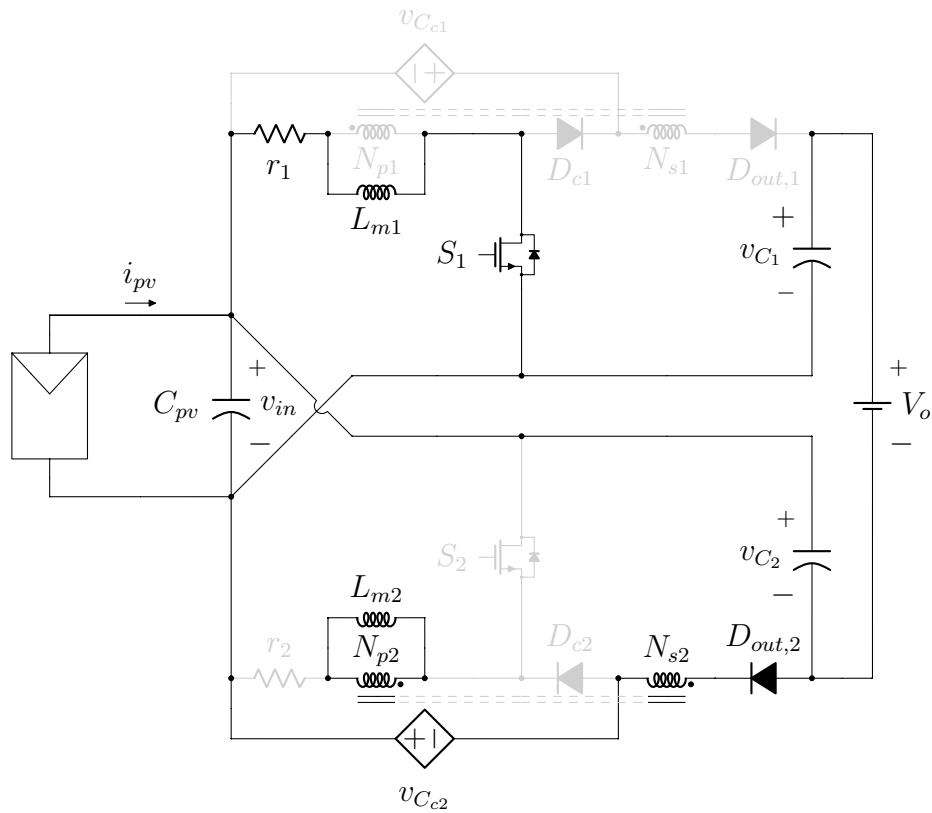 v_{C_{c1}}
r_1
N_{p1}
D_{c1}
N_{s1}
D_{out,1}
L_{m1}
S_1
+
v_{C_1}
−
i_{pv}
C_{pv}
+
v_{in}
−
+
V_o
−
S_2
+
v_{C_2}
−
L_{m2}
r_2
N_{p2}
D_{c2}
N_{s2}
D_{out,2}
v_{C_{c2}}